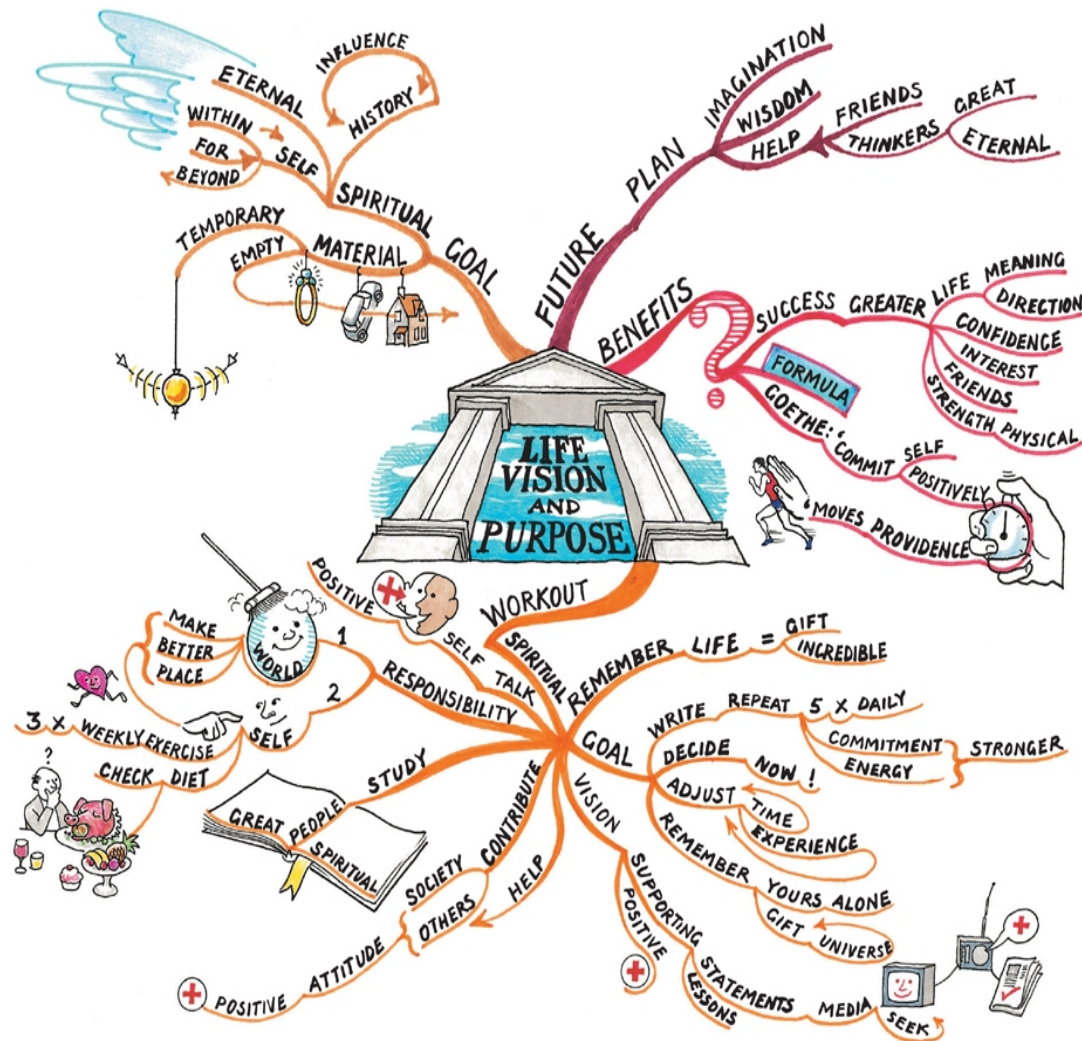 LIFE
VISION
AND
PURPOSE
GOAL
SPIRITUAL
HISTORY
INFLUENCE
ETERNAL
SELF
WITHIN
FOR
BEYOND
MATERIAL
TEMPORARY
EMPTY
FUTURE PLAN
IMAGINATION
WISDOM
HELP
FRIENDS
THINKERS
GREAT
ETERNAL
BENEFITS
?
SUCCESS GREATER
LIFE MEANING
DIRECTION
CONFIDENCE
INTEREST
FRIENDS
STRENGTH PHYSICAL
FORMULA
GOETHE: 'COMMIT SELF
POSITIVELY
'MOVES PROVIDENCE
WORKOUT
SPIRITUAL
REMEMBER LIFE = GIFT
INCREDIBLE
GOAL
WRITE REPEAT 5 X DAILY
COMMITMENT
ENERGY
STRONGER
DECIDE NOW!
ADJUST TIME
EXPERIENCE
REMEMBER YOURS ALONE
GIFT UNIVERSE
VISION
SUPPORTING STATEMENTS MEDIA
SEEK
LESSONS
POSITIVE
HELP
CONTRIBUTE
SOCIETY
OTHERS
ATTITUDE
POSITIVE
STUDY
GREAT PEOPLE
SPIRITUAL
RESPONSIBILITY
1
WORLD
MAKE
BETTER
PLACE
2
SELF
3 X WEEKLY EXERCISE
CHECK DIET
?
POSITIVE SELF TALK